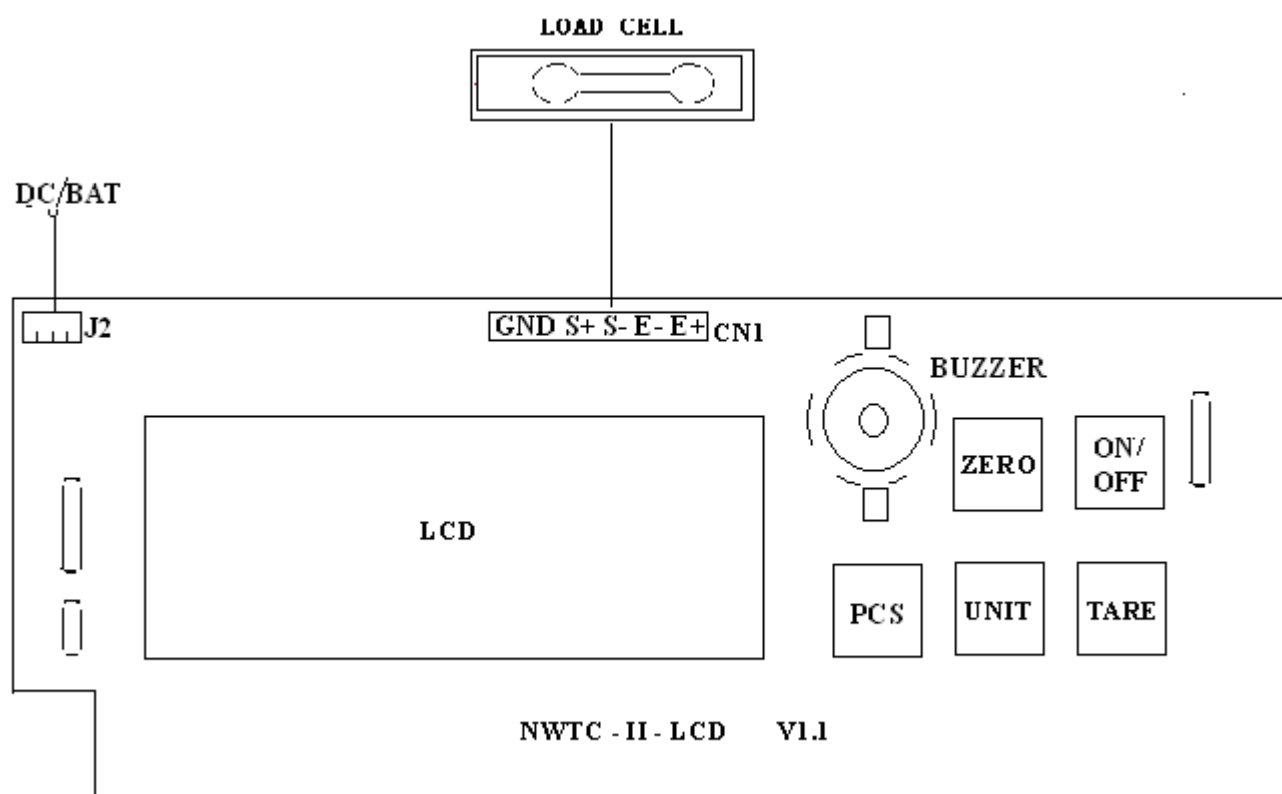 LOAD CELL
DC/BAT
J2
GND S+ S- E- E+
CN1
BUZZER
ZERO
ON/
OFF
LCD
PCS
UNIT
TARE
NWTC - II - LCD V1.1